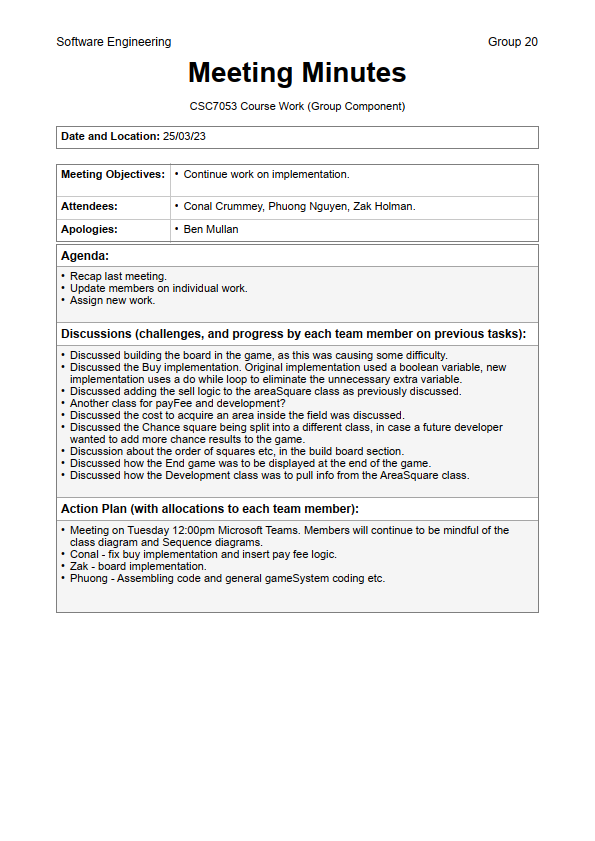 Software Engineering Group 20
Meeting Minutes
CSC7053 Course Work (Group Component)
Date and Location: 25/03/23
Meeting Objectives: • Continue work on implementation.
Attendees: • Conal Crummey, Phuong Nguyen, Zak Holman.
Apologies: • Ben Mullan
Agenda:
• Recap last meeting.
• Update members on individual work.
• Assign new work.
Discussions (challenges, and progress by each team member on previous tasks):
• Discussed building the board in the game, as this was causing some difficulty.
• Discussed the Buy implementation. Original implementation used a boolean variable, new
implementation uses a do while loop to eliminate the unnecessary extra variable.
• Discussed adding the sell logic to the areaSquare class as previously discussed.
• Another class for payFee and development?
• Discussed the cost to acquire an area inside the field was discussed.
• Discussed the Chance square being split into a different class, in case a future developer
wanted to add more chance results to the game.
• Discussion about the order of squares etc, in the build board section.
• Discussed how the End game was to be displayed at the end of the game.
• Discussed how the Development class was to pull info from the AreaSquare class.
Action Plan (with allocations to each team member):
• Meeting on Tuesday 12:00pm Microsoft Teams. Members will continue to be mindful of the
class diagram and Sequence diagrams.
• Conal - fix buy implementation and insert pay fee logic.
• Zak - board implementation.
• Phuong - Assembling code and general gameSystem coding etc.